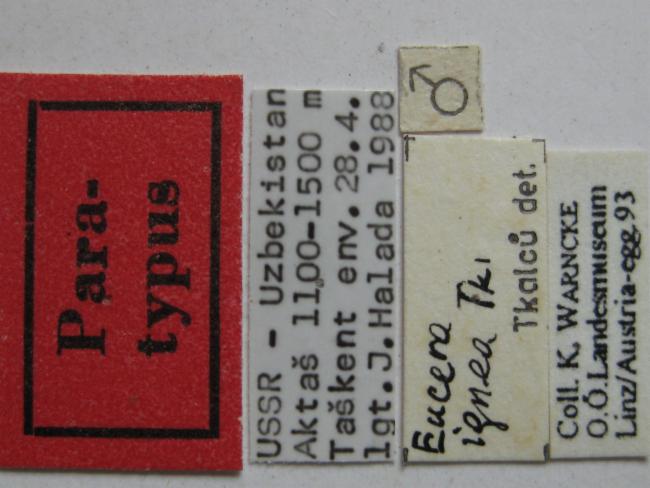 Para-
typus
USSR - Uzbekistan
Aktaš 1100-1500 m
Taškent env. 28.4.
lgt.J.Halada 1988
♂
Eucera
ignea Tk.
Tkalců det.
Coll. K. WARNCKE
O.Ö.Landesmuseum
Linz/Austria-egg.93